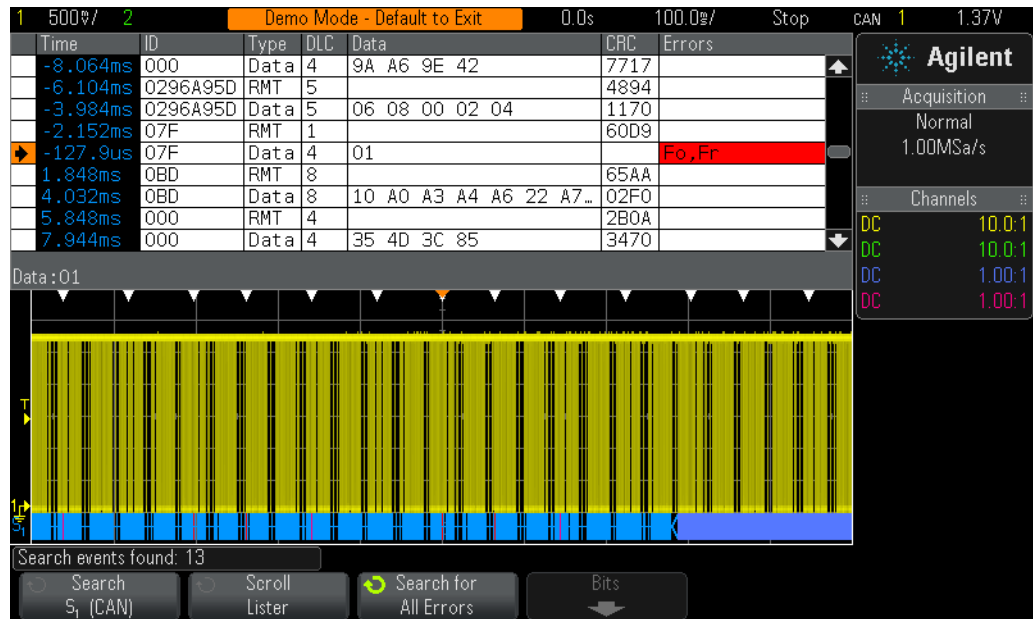 1 500%/ 2 Demo Mode - Default to Exit 0.0s 100.0%/ Stop CAN 1 1.37V
Time ID Type DLC Data CRC Errors
-8.064ms 000 Data 4 9A A6 9E 42 7717
-6.104ms 0296A95D RMT 5 4894
-3.984ms 0296A95D Data 5 06 08 00 02 04 1170
-2.152ms 07F RMT 1 60D9
-127.9us 07F Data 4 01 Fo,Fr
1.848ms 0BD RMT 8 65AA
4.032ms 0BD Data 8 10 A0 A3 A4 A6 22 A7… 02F0
5.848ms 000 RMT 4 2B0A
7.944ms 000 Data 4 35 4D 3C 85 3470
Data:01
Agilent
Acquisition
Normal
1.00MSa/s
Channels
DC 10.0:1
DC 10.0:1
DC 1.00:1
DC 1.00:1
T
1
S1
Search events found: 13
Search
S1 (CAN)
Scroll
Lister
Search for
All Errors
Bits